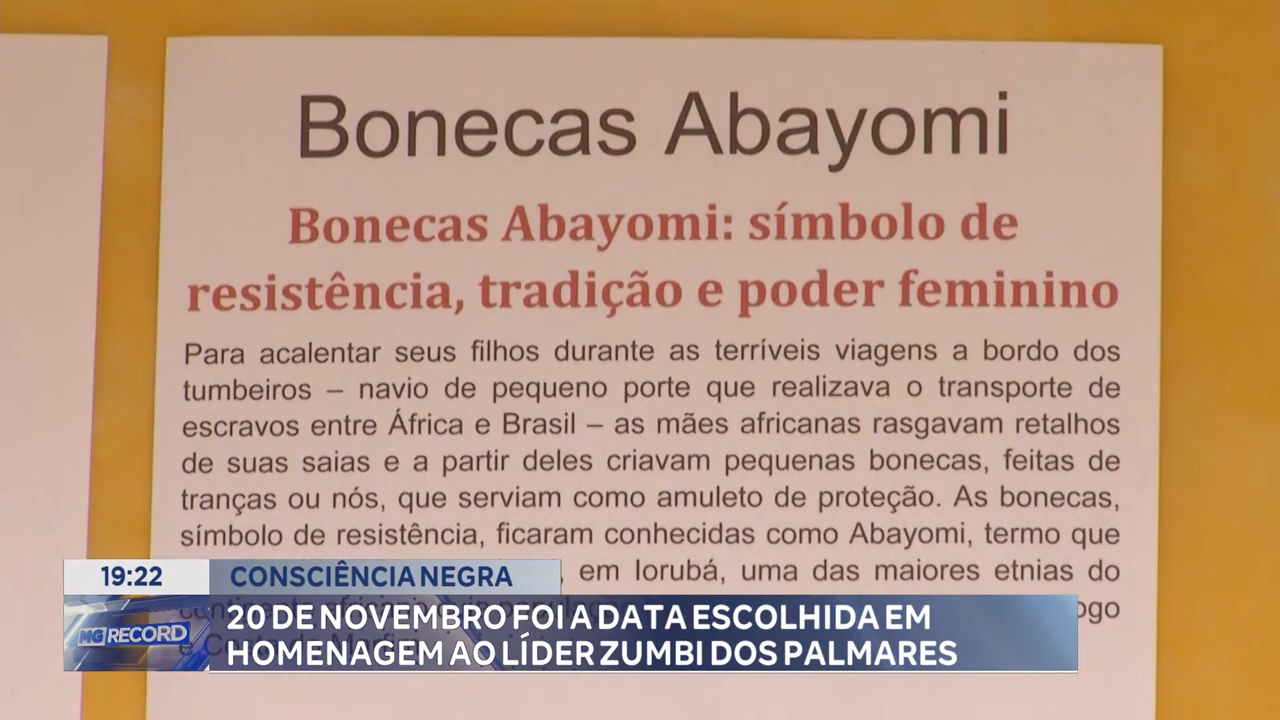 Bonecas Abayomi
Bonecas Abayomi: símbolo de
resistência, tradição e poder feminino
Para acalentar seus filhos durante as terríveis viagens a bordo dos
tumbeiros – navio de pequeno porte que realizava o transporte de
escravos entre África e Brasil – as mães africanas rasgavam retalhos
de suas saias e a partir deles criavam pequenas bonecas, feitas de
tranças ou nós, que serviam como amuleto de proteção. As bonecas,
símbolo de resistência, ficaram conhecidas como Abayomi, termo que
, em Iorubá, uma das maiores etnias do
19:22
CONSCIÊNCIA NEGRA
MG RECORD
20 DE NOVEMBRO FOI A DATA ESCOLHIDA EM
HOMENAGEM AO LÍDER ZUMBI DOS PALMARES